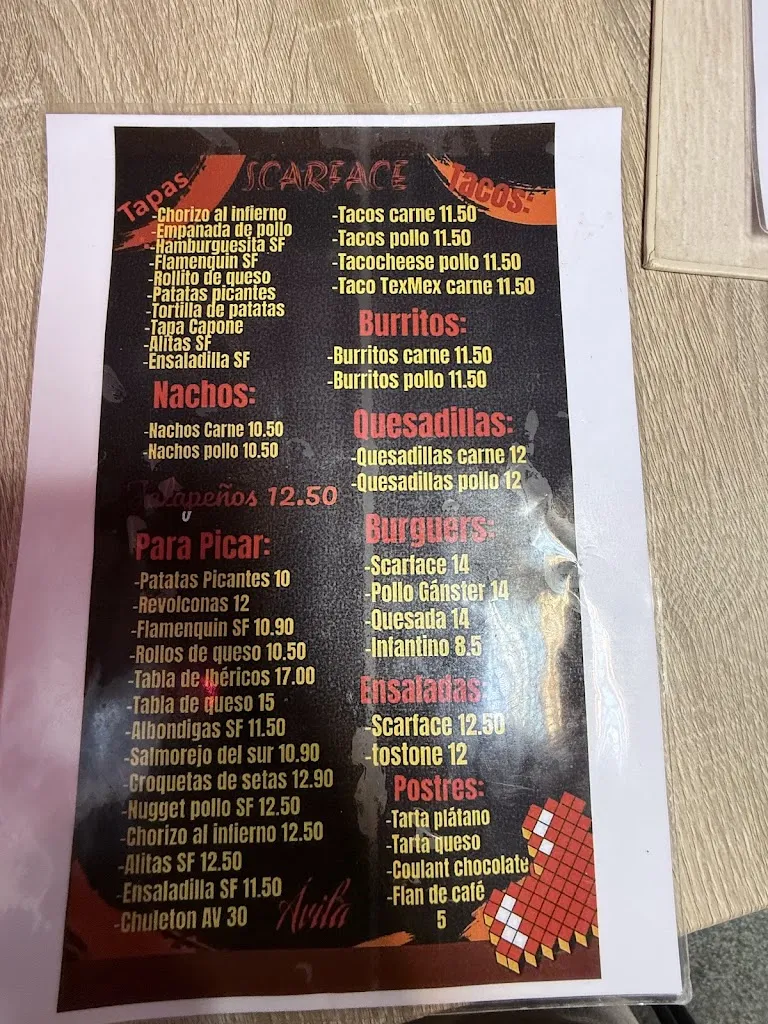 SCARFACE
Tapas
-Chorizo al infierno
-Empanada de pollo
-Hamburguesita SF
-Flamenquin SF
-Rollito de queso
-Patatas picantes
-Tortilla de patatas
-Tapa Capone
-Alitas SF
-Ensaladilla SF
Nachos:
-Nachos Carne 10.50
-Nachos pollo 10.50
Jalapeños 12.50
Para Picar:
-Patatas Picantes 10
-Revolconas 12
-Flamenquin SF 10.90
-Rollos de queso 10.50
-Tabla de Ibéricos 17.00
-Tabla de queso 15
-Albondigas SF 11.50
-Salmorejo del sur 10.90
-Croquetas de setas 12.90
-Nugget pollo SF 12.50
-Chorizo al infierno 12.50
-Alitas SF 12.50
-Ensaladilla SF 11.50
-Chuleton AV 30
Ávila
Tacos:
-Tacos carne 11.50
-Tacos pollo 11.50
-Tacocheese pollo 11.50
-Taco TexMex carne 11.50
Burritos:
-Burritos carne 11.50
-Burritos pollo 11.50
Quesadillas:
-Quesadillas carne 12
-Quesadillas pollo 12
Burguers:
-Scarface 14
-Pollo Gánster 14
-Quesada 14
-Infantino 8.5
Ensaladas
-Scarface 12.50
-tostone 12
Postres:
-Tarta plátano
-Tarta queso
-Coulant chocolate
-Flan de café
5